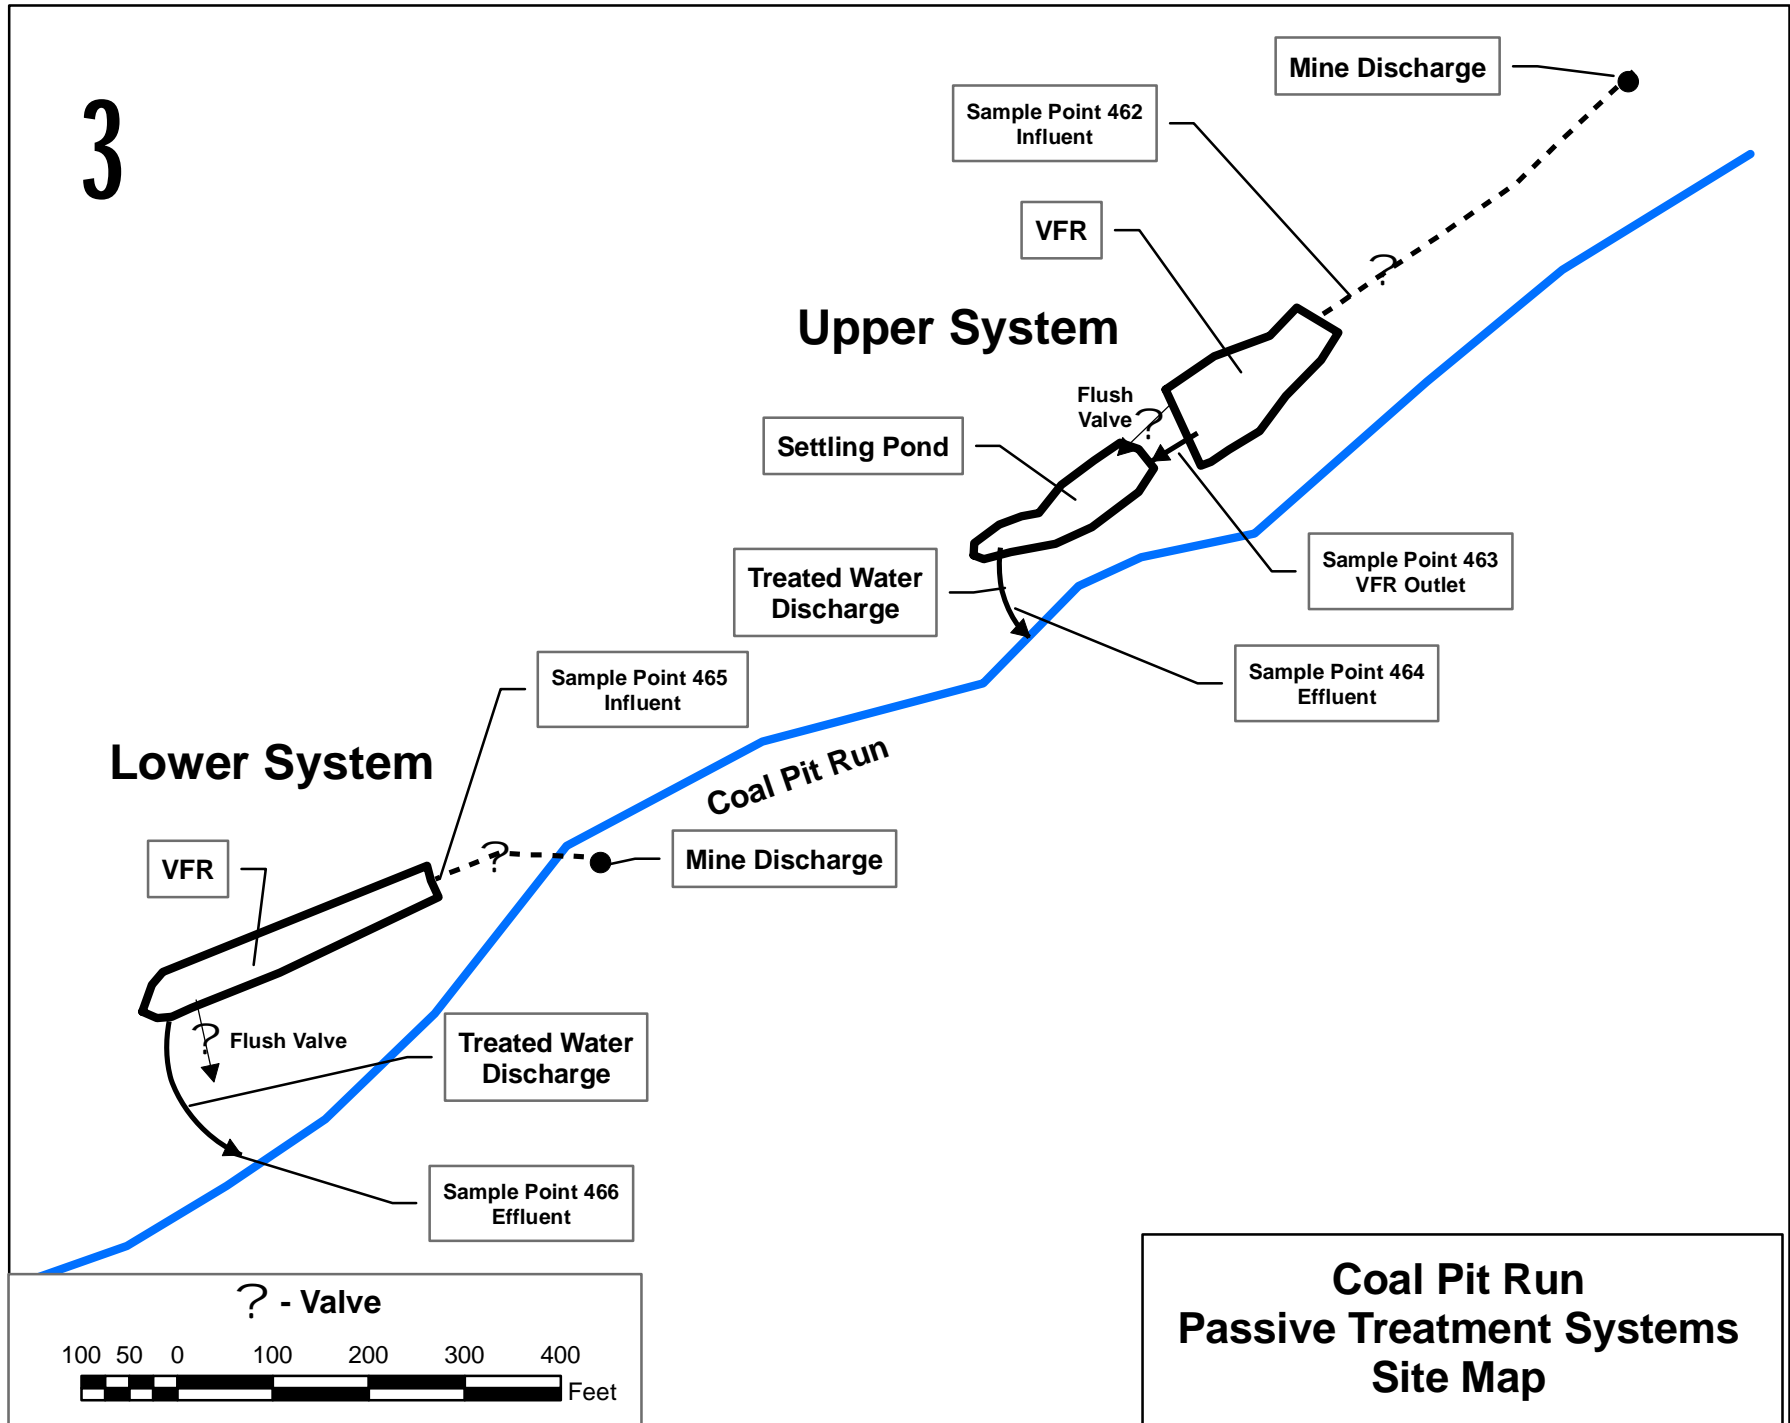 3
Mine Discharge
Sample Point 462
Influent
VFR
?
Upper System
Flush
Valve
?
Settling Pond
Treated Water
Discharge
Sample Point 463
VFR Outlet
Sample Point 465
Influent
Sample Point 464
Effluent
Lower System
Coal Pit Run
VFR
?
Mine Discharge
? Flush Valve
Treated Water
Discharge
Sample Point 466
Effluent
? - Valve
100 50 0 100 200 300 400
Feet
Coal Pit Run
Passive Treatment Systems
Site Map